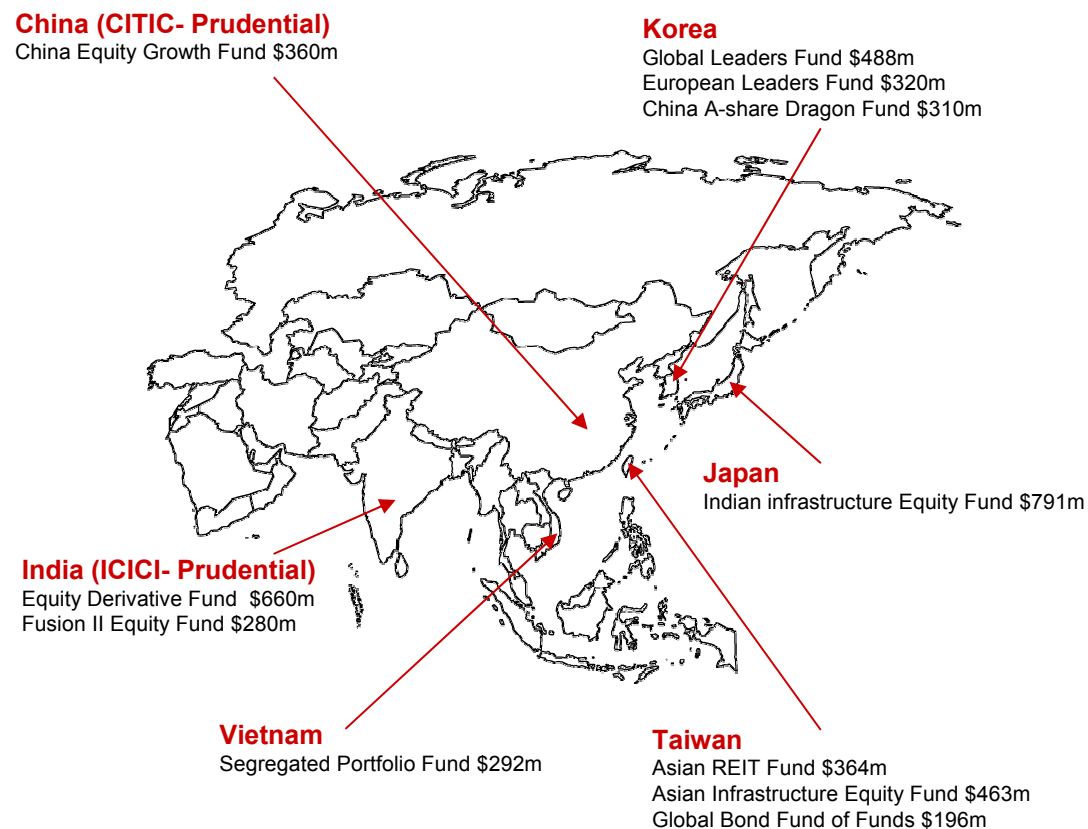 China (CITIC- Prudential)
China Equity Growth Fund $360m
Korea
Global Leaders Fund $488m
European Leaders Fund $320m
China A-share Dragon Fund $310m
Japan
Indian infrastructure Equity Fund $791m
India (ICICI- Prudential)
Equity Derivative Fund $660m
Fusion II Equity Fund $280m
Vietnam
Segregated Portfolio Fund $292m
Taiwan
Asian REIT Fund $364m
Asian Infrastructure Equity Fund $463m
Global Bond Fund of Funds $196m